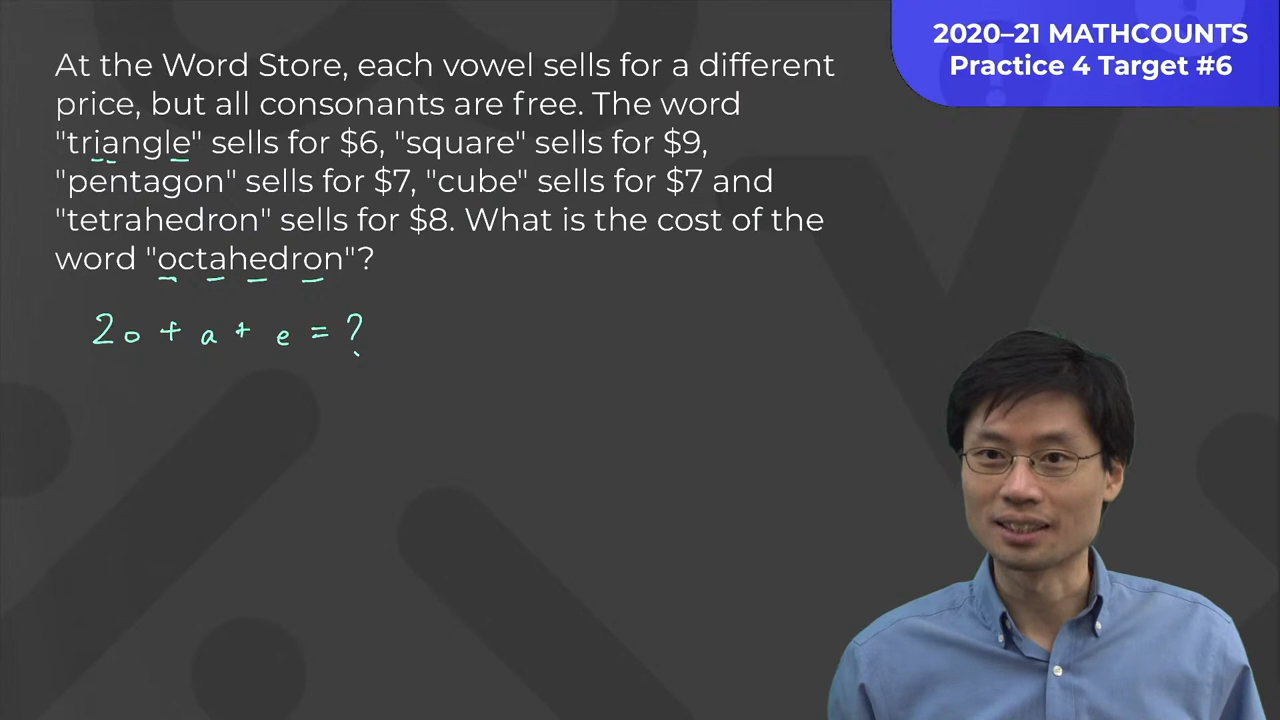 2020–21 MATHCOUNTS
Practice 4 Target #6
At the Word Store, each vowel sells for a different
price, but all consonants are free. The word
"triangle" sells for $6, "square" sells for $9,
"pentagon" sells for $7, "cube" sells for $7 and
"tetrahedron" sells for $8. What is the cost of the
word "octahedron"?
2o + a + e = ?